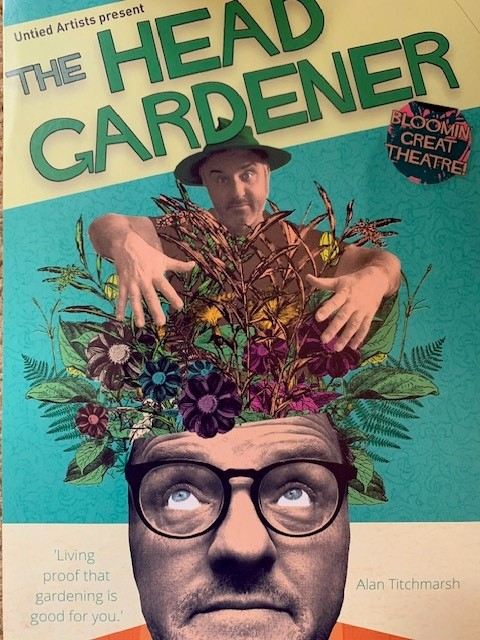 Untied Artists present
THE HEAD
GARDENER
BLOOMIN
GREAT
THEATRE!
'Living
proof that
gardening is
good for you.'
Alan Titchmarsh